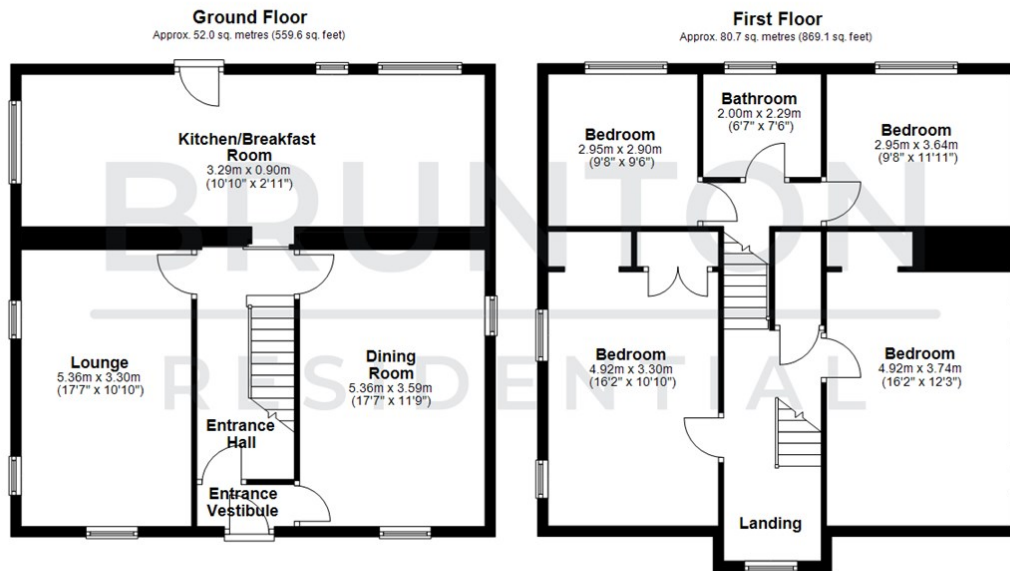 Ground Floor
Approx. 52.0 sq. metres (559.6 sq. feet)
Kitchen/Breakfast
Room
3.29m x 0.90m
(10'10" x 2'11")
Lounge
5.36m x 3.30m
(17'7" x 10'10")
Dining
Room
5.36m x 3.59m
(17'7" x 11'9")
Entrance
Hall
Entrance
Vestibule
First Floor
Approx. 80.7 sq. metres (869.1 sq. feet)
Bedroom
2.95m x 2.90m
(9'8" x 9'6")
Bathroom
2.00m x 2.29m
(6'7" x 7'6")
Bedroom
2.95m x 3.64m
(9'8" x 11'11")
Bedroom
4.92m x 3.30m
(16'2" x 10'10")
Bedroom
4.92m x 3.74m
(16'2" x 12'3")
Landing
BRUNTON
RESIDENTIAL